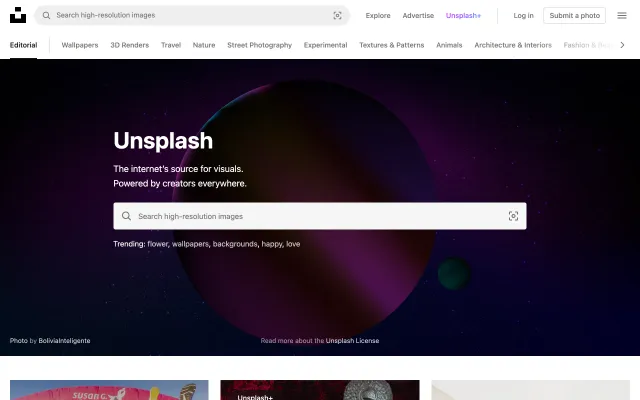 Search high-resolution images
Explore
Advertise
Unsplash+
Log in
Submit a photo
Editorial
Wallpapers
3D Renders
Travel
Nature
Street Photography
Experimental
Textures & Patterns
Animals
Architecture & Interiors
Fashion &
Unsplash
The internet's source for visuals.
Powered by creators everywhere.
Search high-resolution images
Trending: flower, wallpapers, backgrounds, happy, love
Photo by BoliviaInteligente
Read more about the Unsplash License
SUSAN G.
Unsplash+